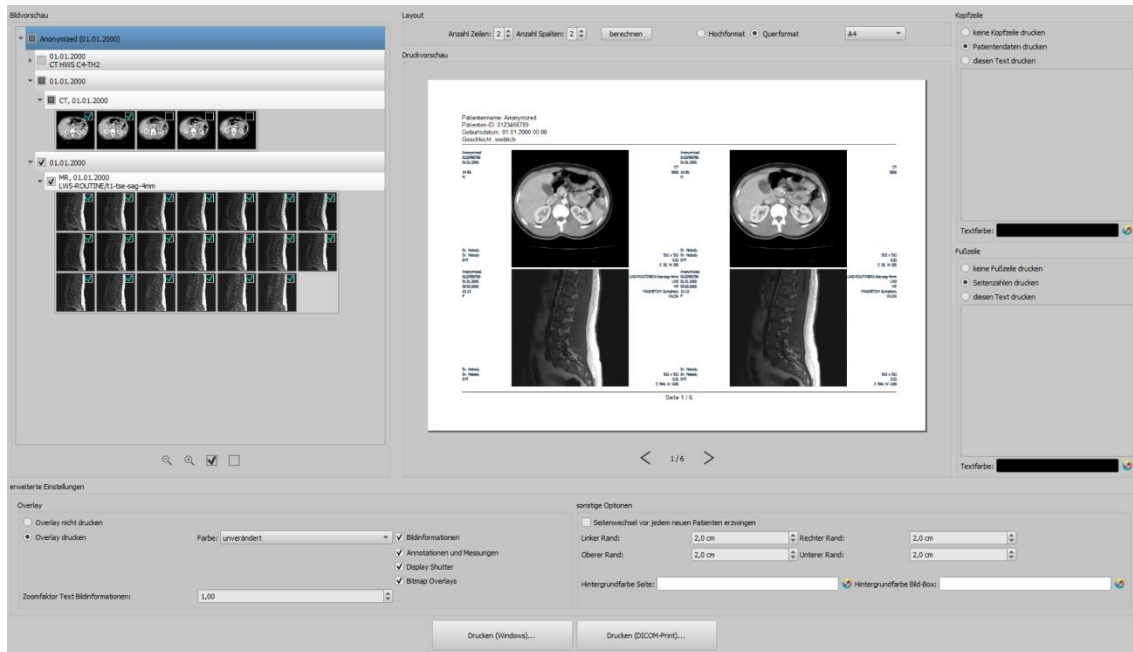 Bildvorschau
Anonymized (01.01.2000)
01.01.2000
CT HWS C4-TH2
01.01.2000
CT, 01.01.2000
01.01.2000
MR, 01.01.2000
LWS-ROUTINE/t1-tse-sag-4mm
Layout
Anzahl Zeilen: 2 Anzahl Spalten: 2 berechnen Hochformat Querformat A4
Druckvorschau
Patientenname: Anonymized
Patienten-ID: 0123456789
Geburtsdatum: 01.01.2000 00:00
Geschlecht: weiblich
Seite 1 / 6
1/6
Kopfzeile
keine Kopfzeile drucken
Patientendaten drucken
diesen Text drucken
Textfarbe:
Fußzeile
keine Fußzeile drucken
Seitenzahlen drucken
diesen Text drucken
Textfarbe:
erweiterte Einstellungen
Overlay
Overlay nicht drucken
Overlay drucken Farbe: unverändert Bildinformationen
Annotationen und Messungen
Display Shutter
Bitmap Overlays
Zoomfaktor Text Bildinformationen: 1,00
sonstige Optionen
Seitenwechsel vor jedem neuen Patienten erzwingen
Linker Rand: 2,0 cm Rechter Rand: 2,0 cm
Oberer Rand: 2,0 cm Unterer Rand: 2,0 cm
Hintergrundfarbe Seite: Hintergrundfarbe Bild-Box:
Drucken (Windows)... Drucken (DICOM-Print)...